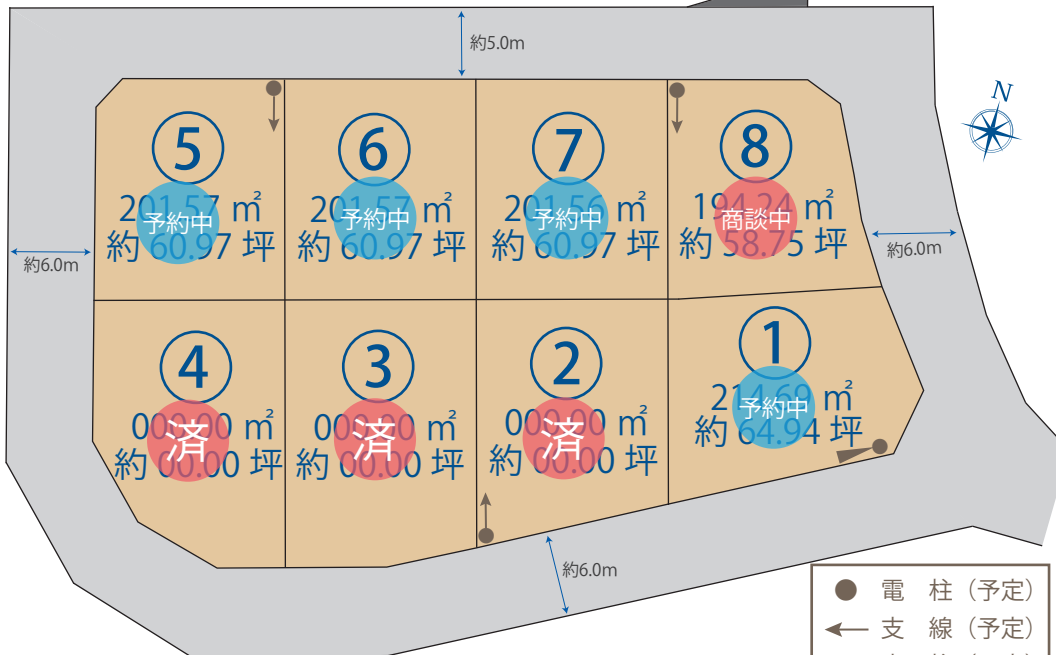 約5.0m
N
⑤
201.57 ㎡
予約中
約 60.97 坪
⑥
201.57 ㎡
予約中
約 60.97 坪
⑦
201.56 ㎡
予約中
約 60.97 坪
⑧
194.24 ㎡
商談中
約 58.75 坪
約6.0m
約6.0m
④
000.00 ㎡
済
約 00.00 坪
③
000.00 ㎡
済
約 00.00 坪
②
000.00 ㎡
済
約 00.00 坪
①
214.69 ㎡
予約中
約 64.94 坪
約6.0m
電 柱（予定）
支 線（予定）